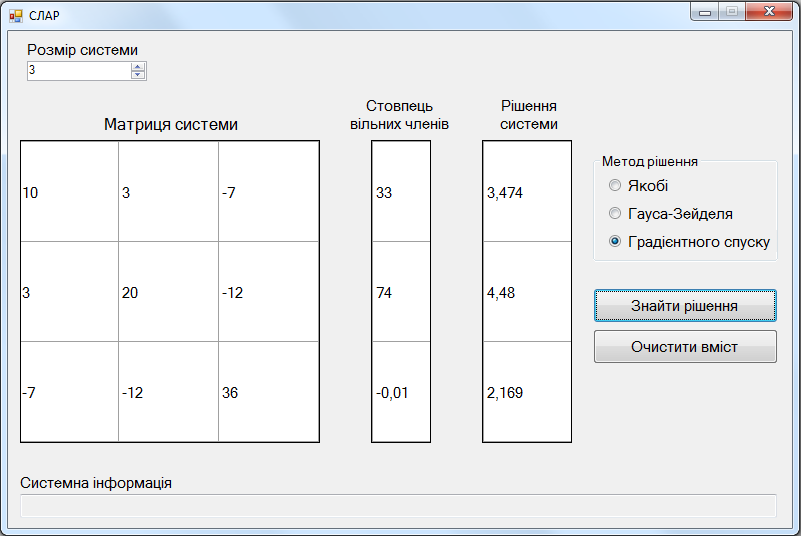 СЛАР
Розмір системи
3
Матриця системи
Стовпець
вільних членів
Рішення
системи
10 3 -7 33 3,474
3 20 -12 74 4,48
-7 -12 36 -0,01 2,169
Метод рішення
Якобі
Гауса-Зейделя
Градієнтного спуску
Знайти рішення
Очистити вміст
Системна інформація